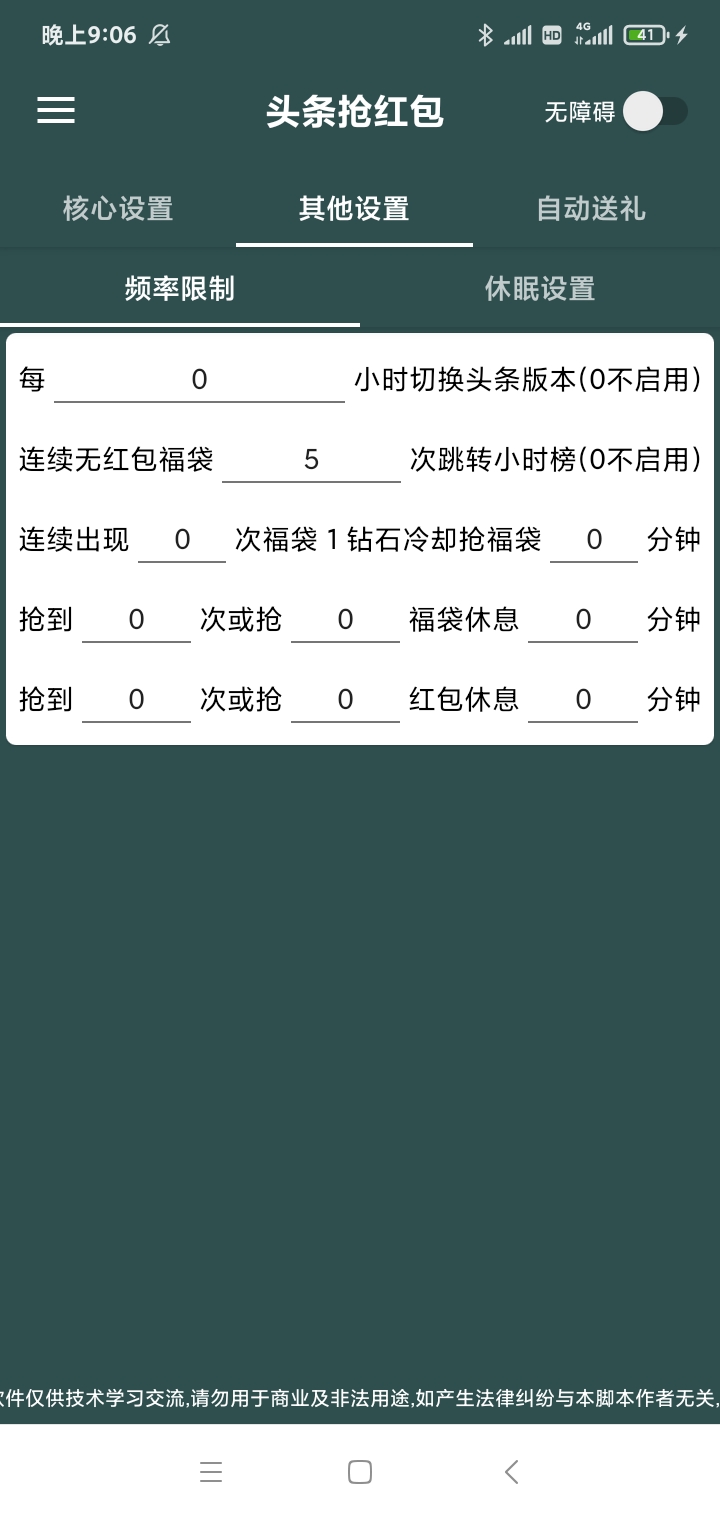 晚上9:06 HD 4G 41
头条抢红包 无障碍
核心设置 其他设置 自动送礼
频率限制 休眠设置
每 0 小时切换头条版本(0不启用)
连续无红包福袋 5 次跳转小时榜(0不启用)
连续出现 0 次福袋 1 钻石冷却抢福袋 0 分钟
抢到 0 次或抢 0 福袋休息 0 分钟
抢到 0 次或抢 0 红包休息 0 分钟
件仅供技术学习交流,请勿用于商业及非法用途,如产生法律纠纷与本脚本作者无关,